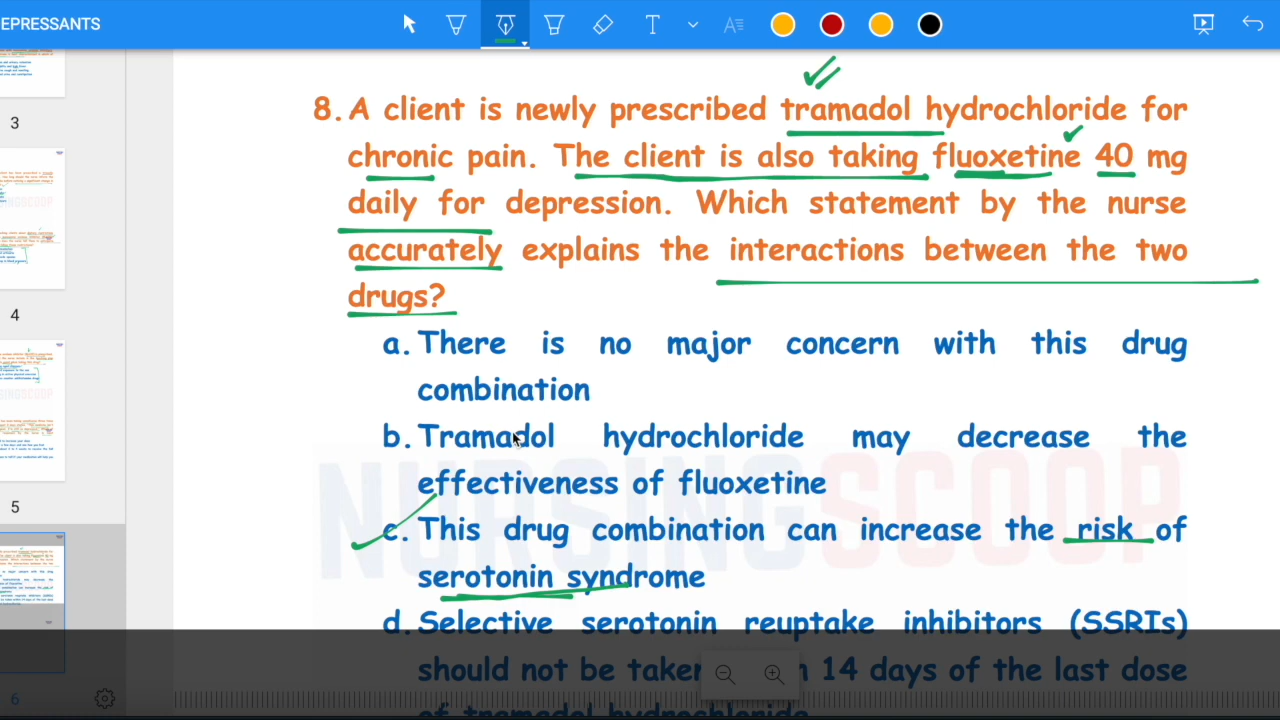 EPRESSANTS
T
A
8. A client is newly prescribed tramadol hydrochloride for
chronic pain. The client is also taking fluoxetine 40 mg
daily for depression. Which statement by the nurse
accurately explains the interactions between the two
drugs?
a. There is no major concern with this drug
combination
b. Tramadol hydrochloride may decrease the
effectiveness of fluoxetine
c. This drug combination can increase the risk of
serotonin syndrome
d. Selective serotonin reuptake inhibitors (SSRIs)
should not be taken 14 days of the last dose
of tramadol hydrochloride
NURSINGSCOOP
3
4
5
6